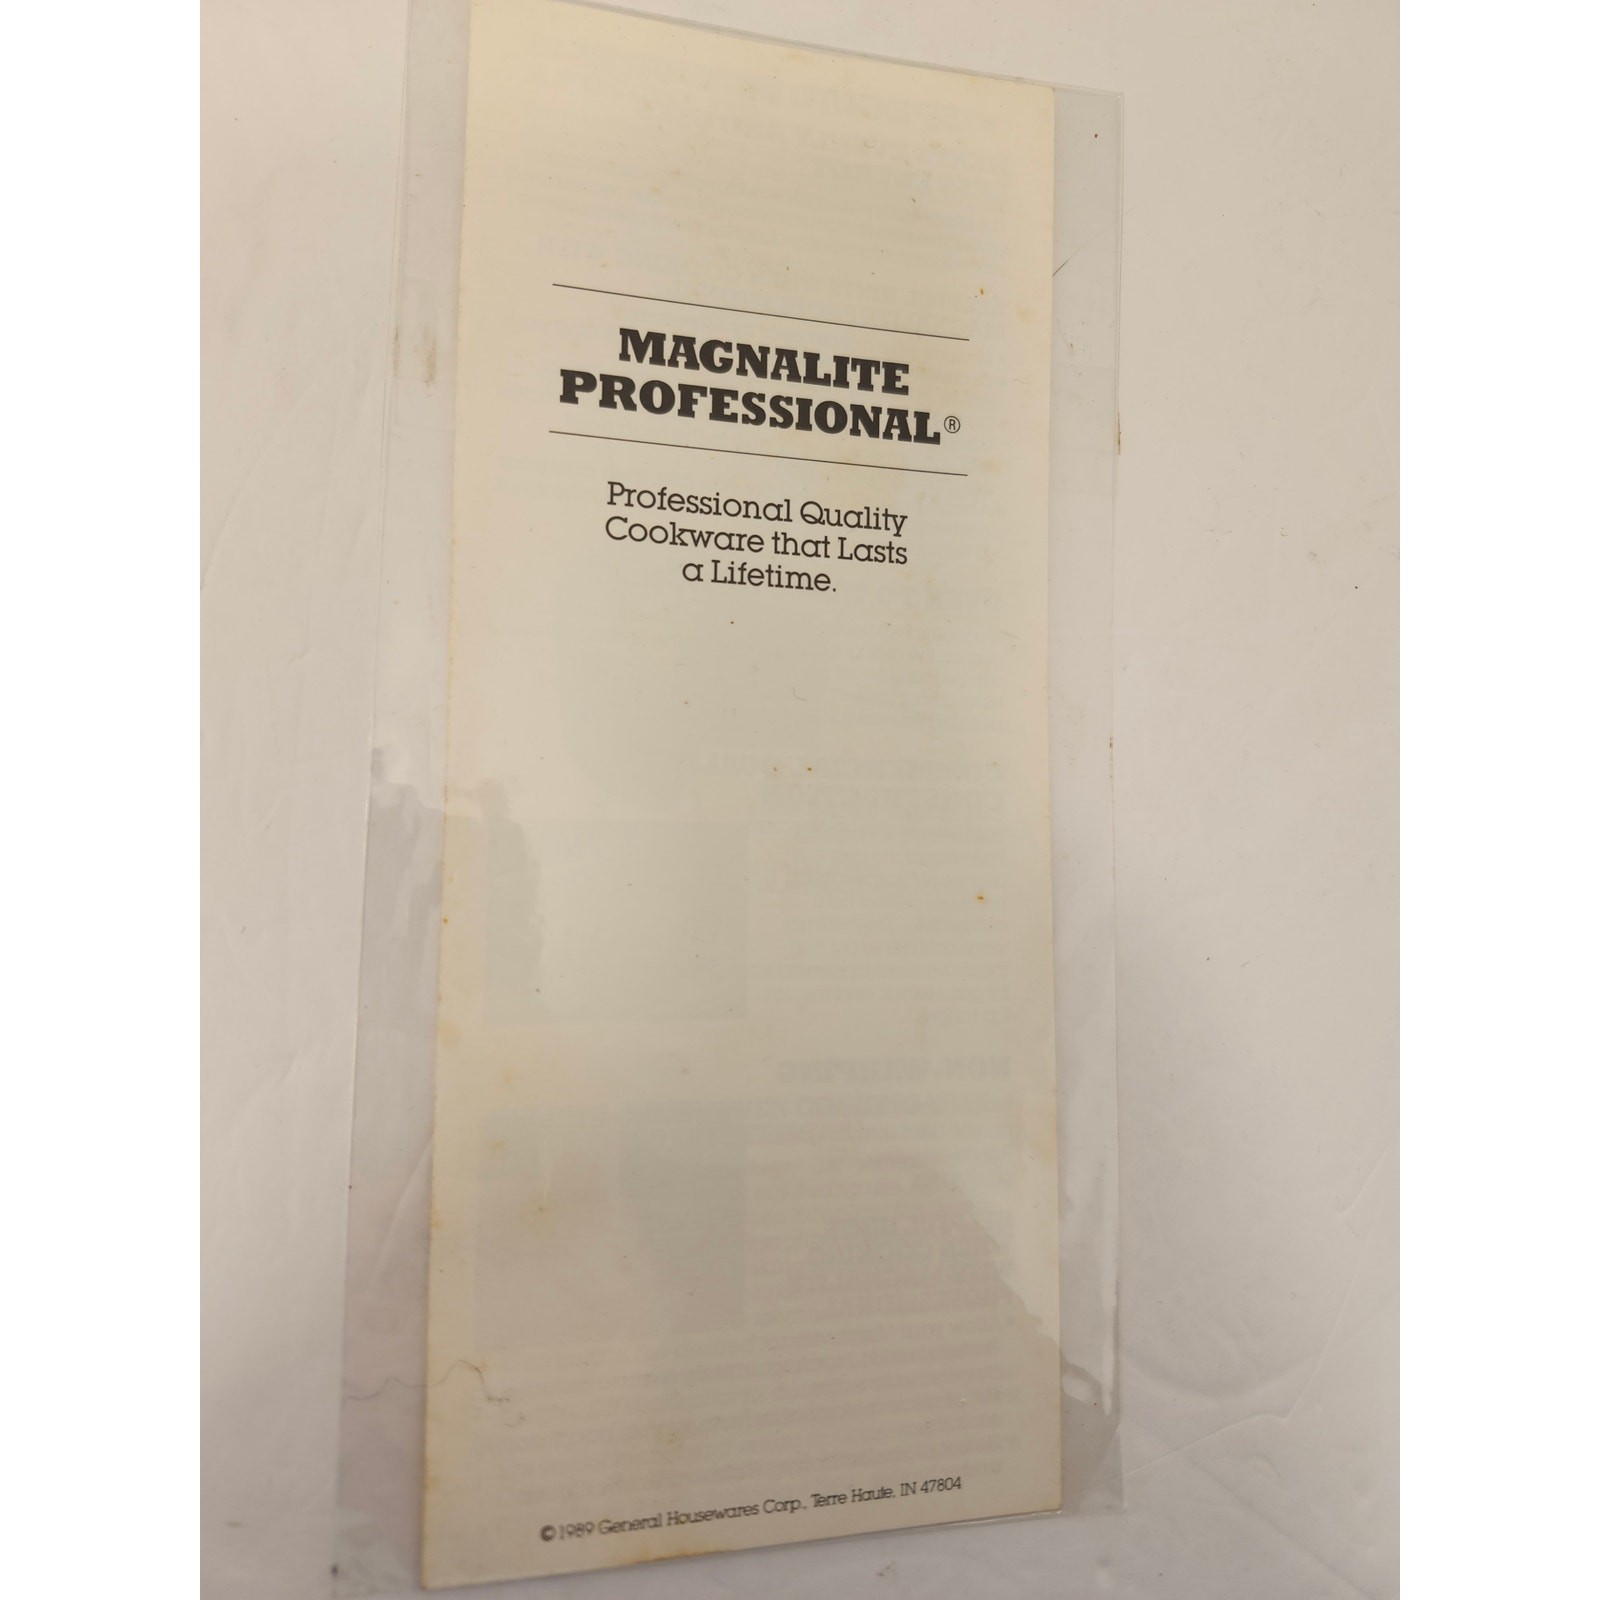 MAGNALITE
PROFESSIONAL®
Professional Quality
Cookware that Lasts
a Lifetime.
©1989 General Housewares Corp., Terre Haute, IN 47804